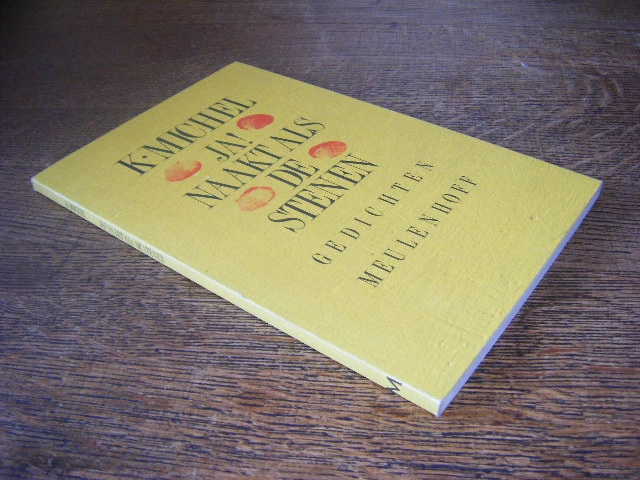 K·MICHEL
JA!
NAAKT ALS
DE
STENEN
GEDICHTEN
MEULENHOFF
M